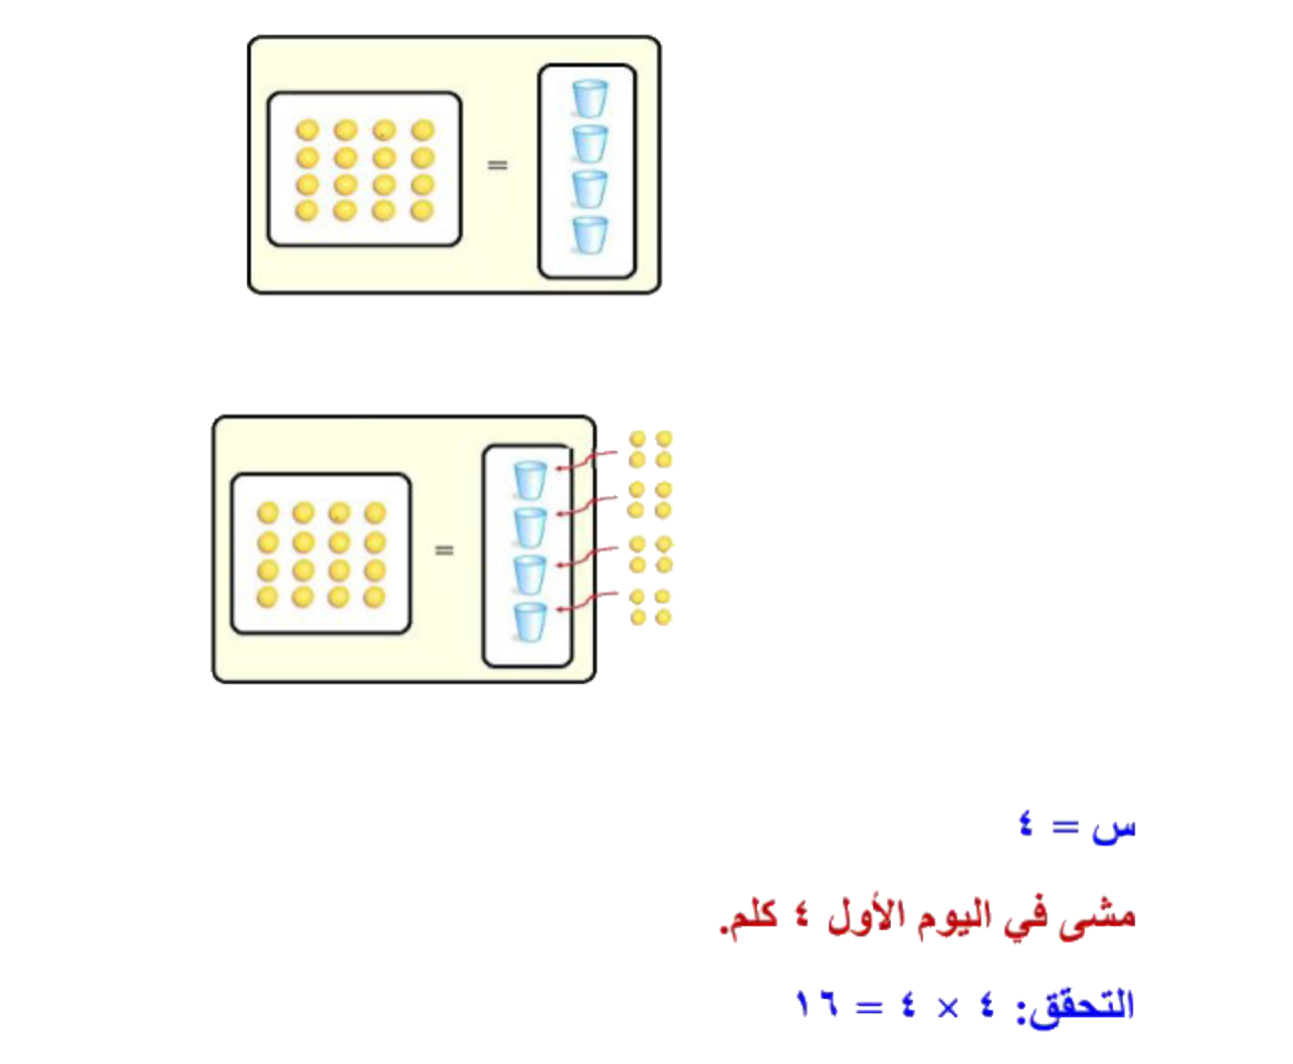 =
=
س = ٤
مشى في اليوم الأول ٤ كلم.
التحقق: ٤ × ٤ = ١٦